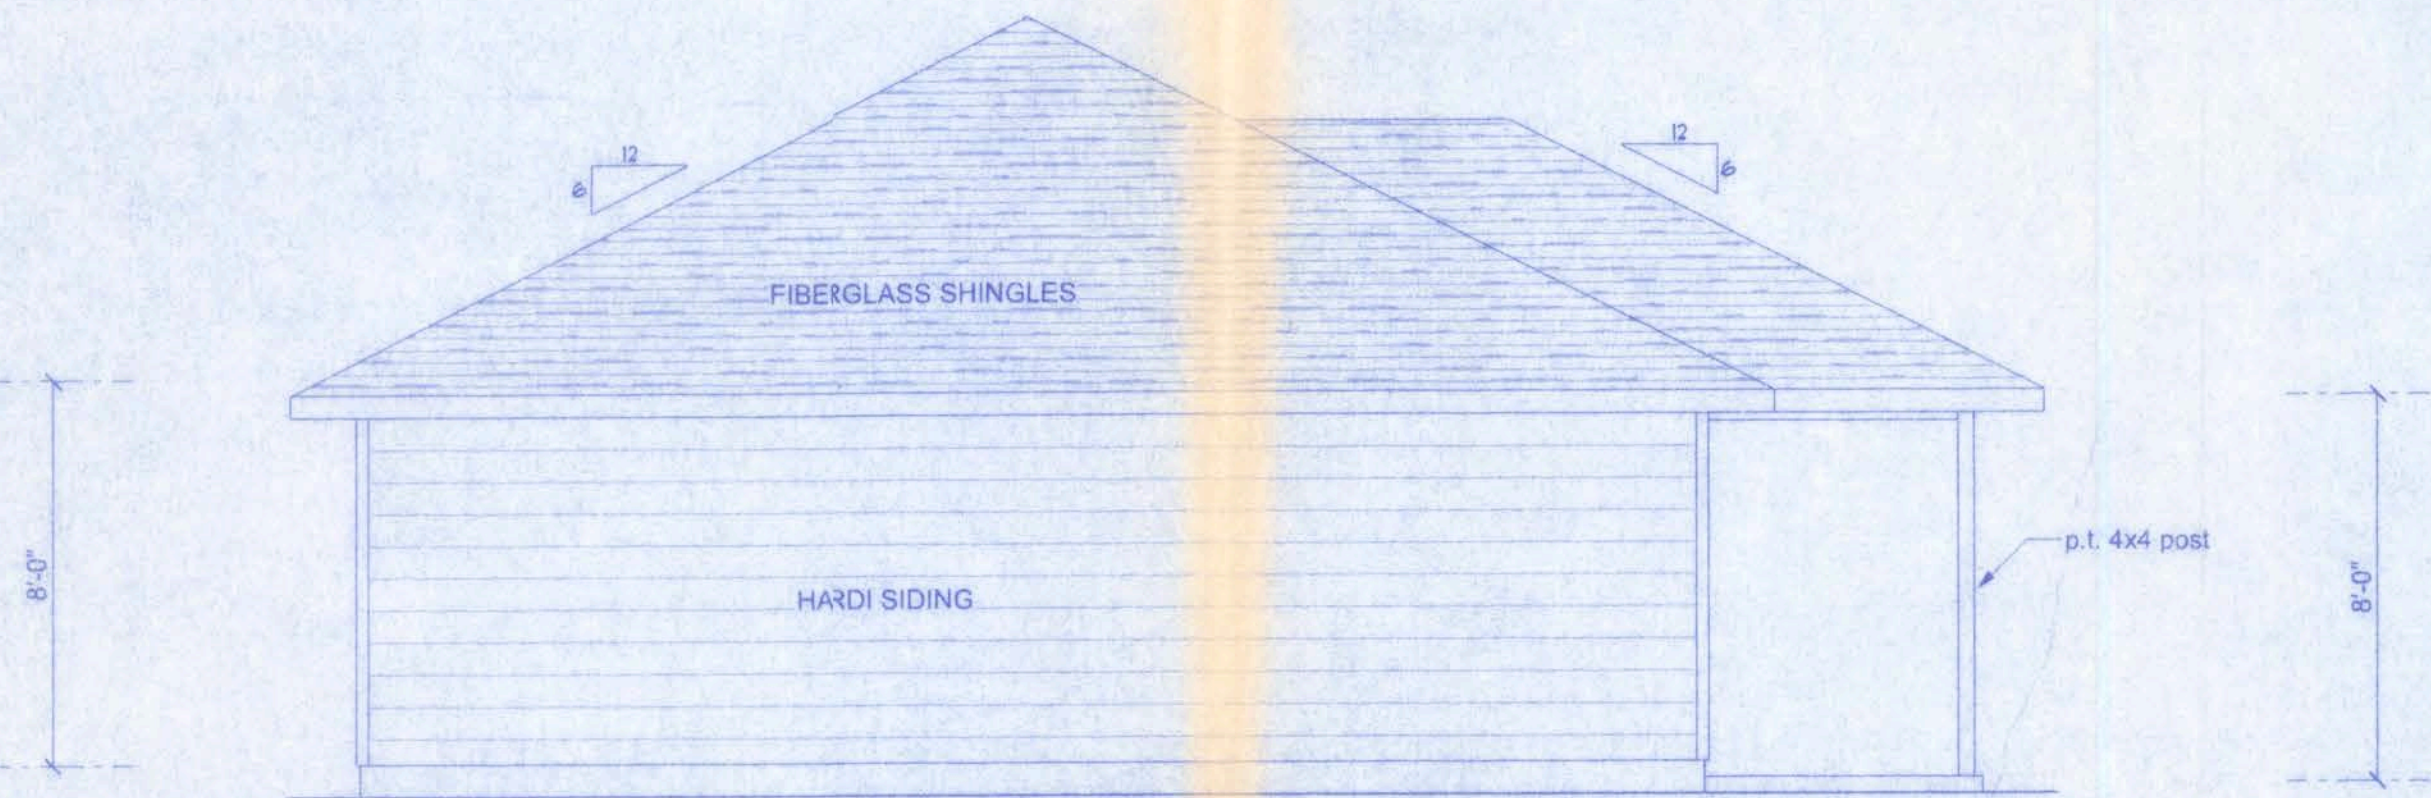 12
6
12
6
FIBERGLASS SHINGLES
8'-0"
HARDI SIDING
p.t. 4x4 post
8'-0"